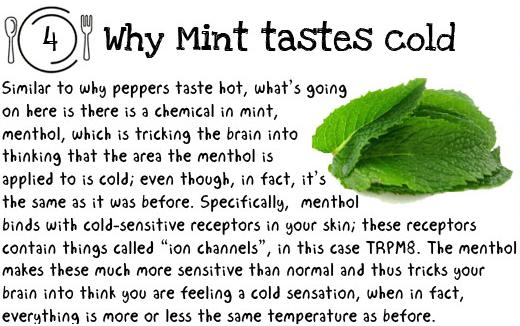 4 Why Mint tastes cold
Similar to why peppers taste hot, what's going
on here is there is a chemical in mint,
menthol, which is tricking the brain into
thinking that the area the menthol is
applied to is cold; even though, in fact, it's
the same as it was before. Specifically, menthol
binds with cold-sensitive receptors in your skin; these receptors
contain things called "ion channels", in this case TRPM8. The menthol
makes these much more sensitive than normal and thus tricks your
brain into think you are feeling a cold sensation, when in fact,
everything is more or less the same temperature as before.